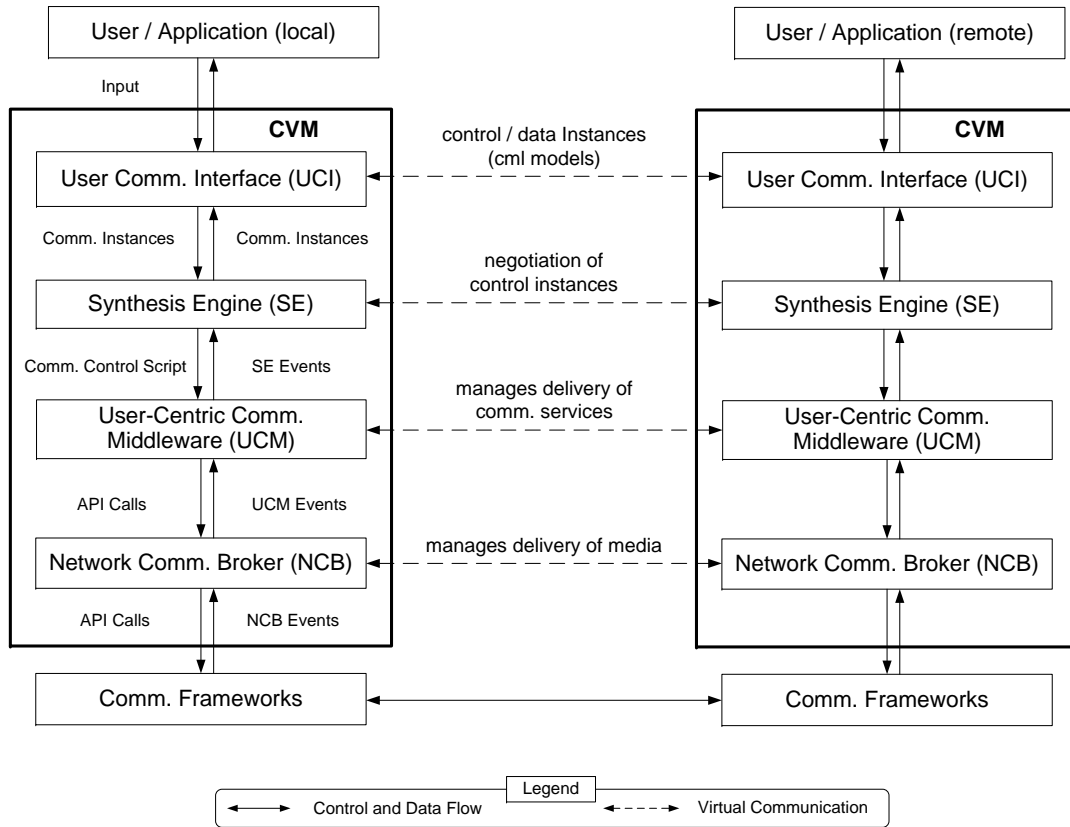 User / Application (local)
User / Application (remote)
Input
CVM
CVM
control / data Instances
(cml models)
User Comm. Interface (UCI)
User Comm. Interface (UCI)
Comm. Instances
Comm. Instances
negotiation of
control instances
Synthesis Engine (SE)
Synthesis Engine (SE)
Comm. Control Script
SE Events
manages delivery of
comm. services
User-Centric Comm.
Middleware (UCM)
User-Centric Comm.
Middleware (UCM)
API Calls
UCM Events
manages delivery of media
Network Comm. Broker (NCB)
Network Comm. Broker (NCB)
API Calls
NCB Events
Comm. Frameworks
Comm. Frameworks
Legend
Control and Data Flow
Virtual Communication